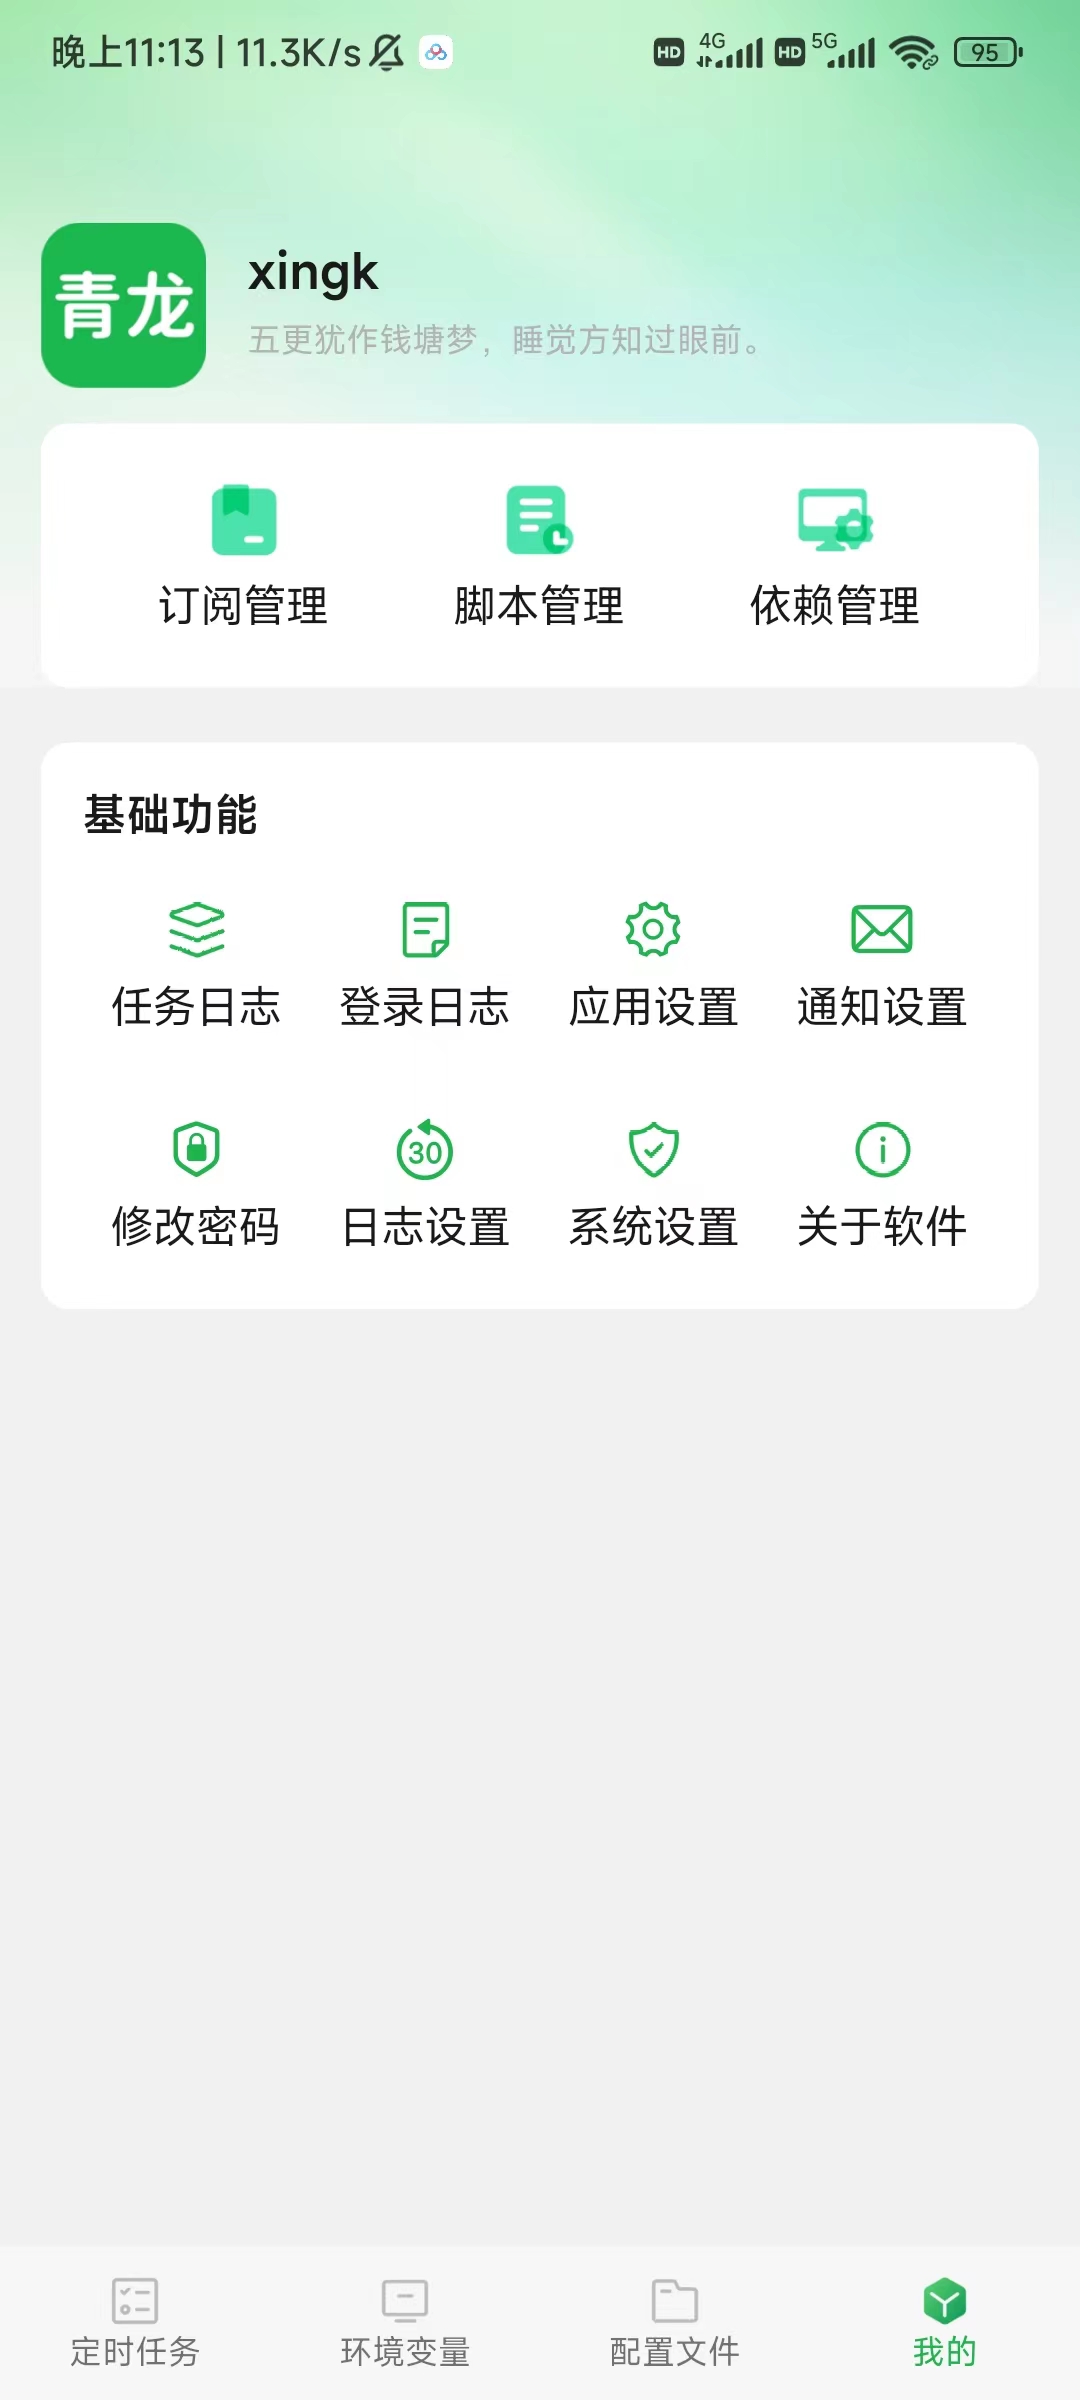 晚上11:13 | 11.3K/s HD 4G HD 5G 95
青龙
xingk
五更犹作钱塘梦，睡觉方知过眼前。
订阅管理 脚本管理 依赖管理
基础功能
任务日志 登录日志 应用设置 通知设置
30
修改密码 日志设置 系统设置 关于软件
定时任务 环境变量 配置文件 我的